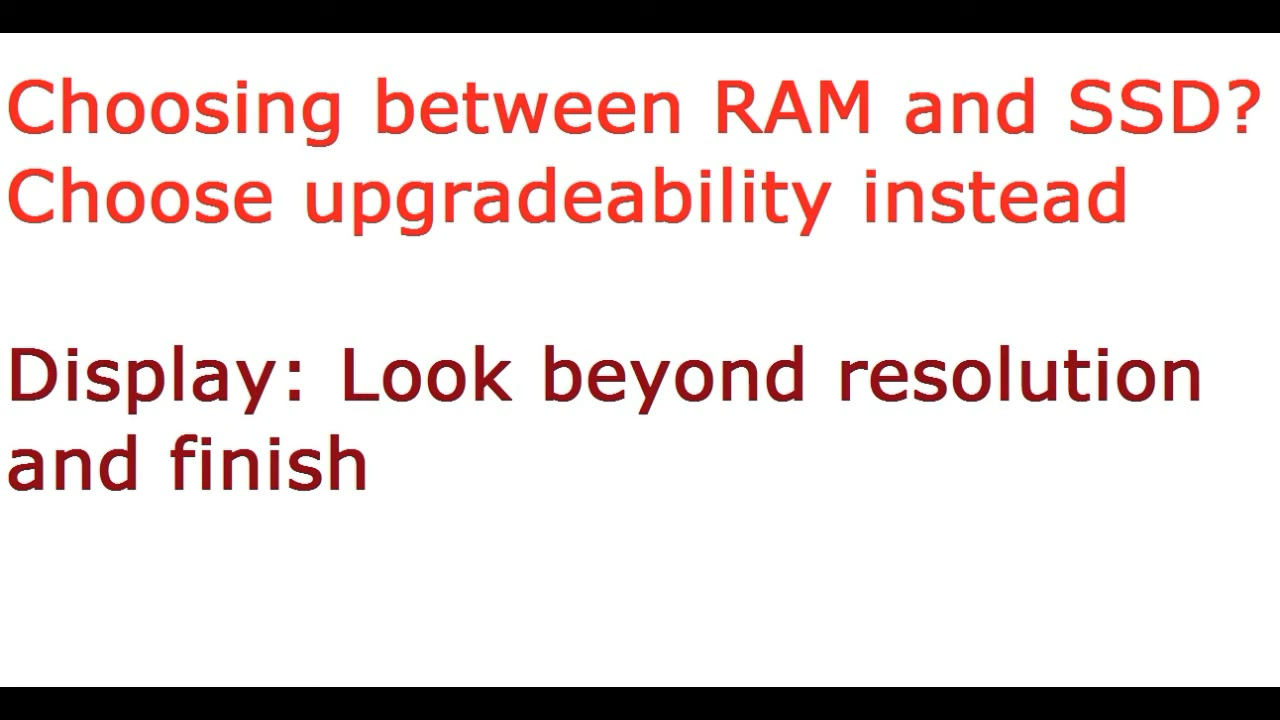 Choosing between RAM and SSD?
Choose upgradeability instead
Display: Look beyond resolution
and finish